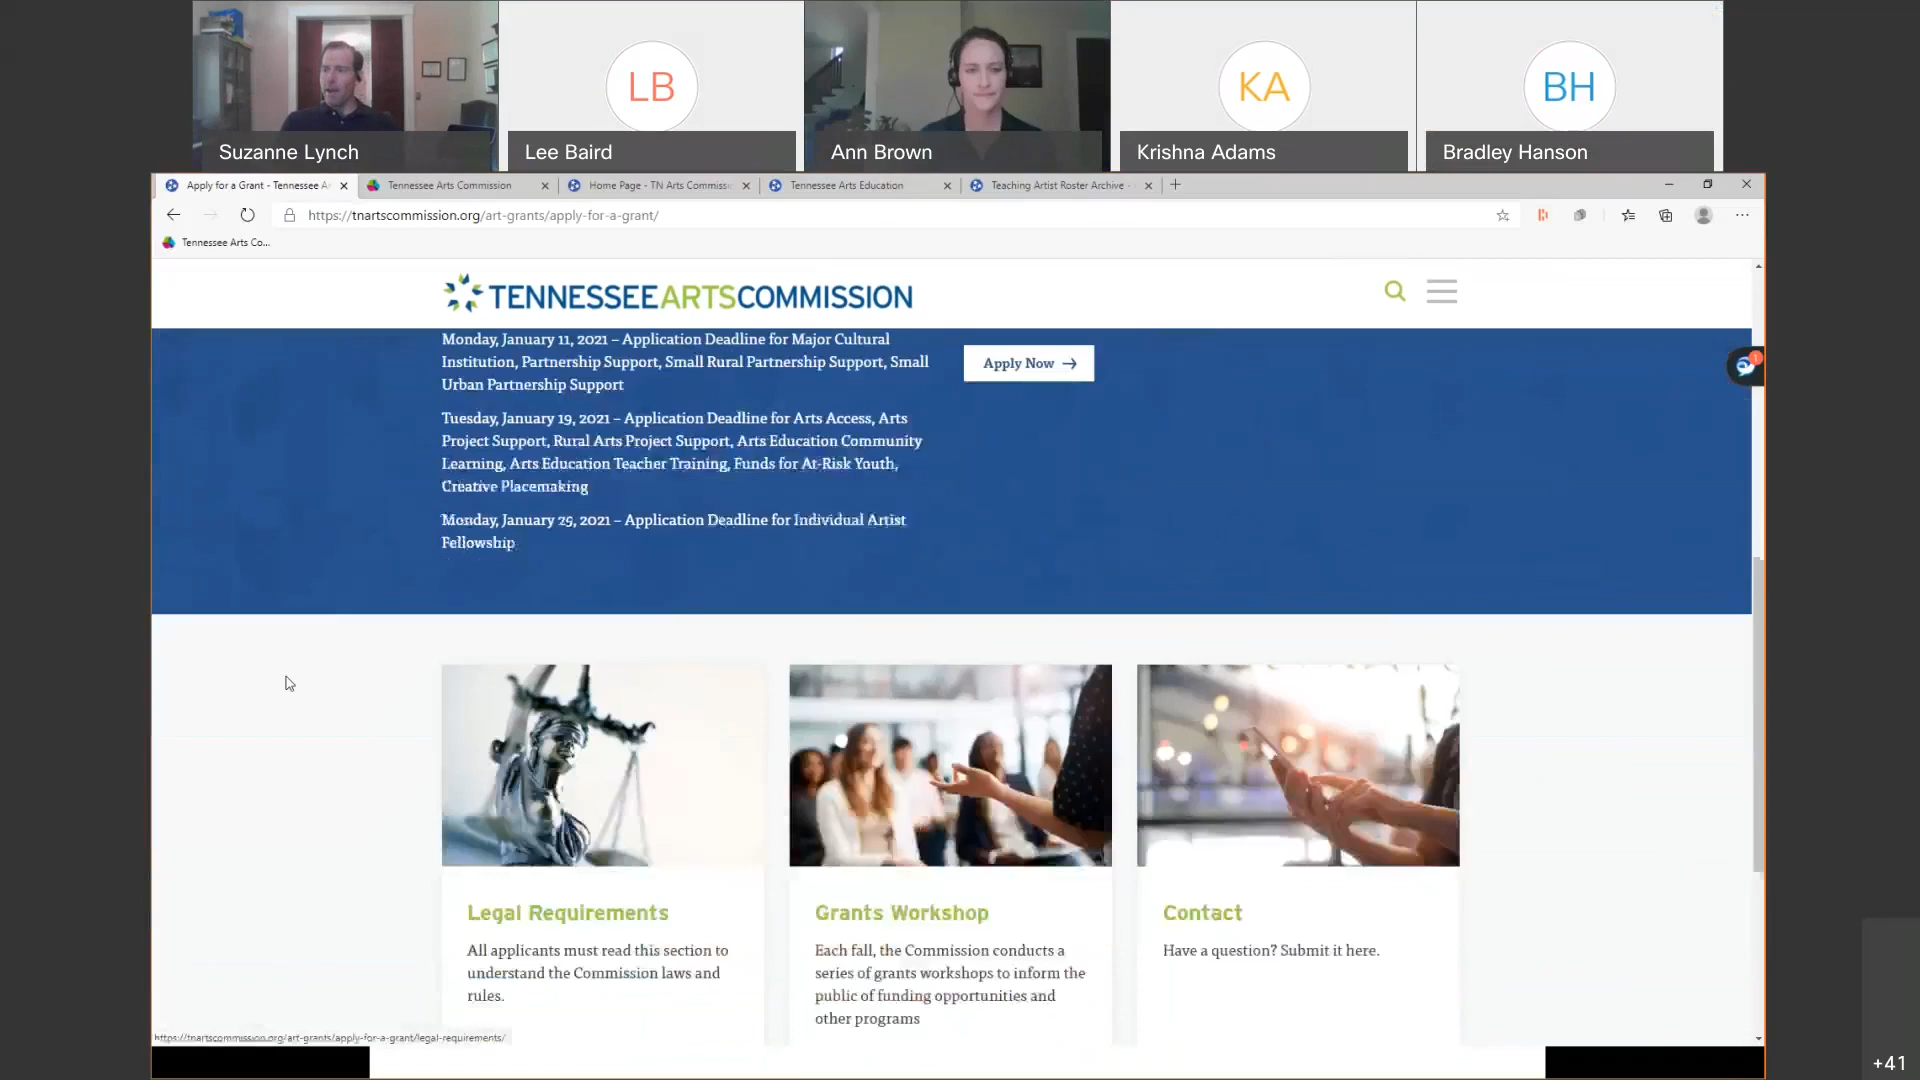 LB
KA
BH
Suzanne Lynch
Lee Baird
Ann Brown
Krishna Adams
Bradley Hanson
Apply for a Grant - Tennessee Ar
Tennessee Arts Commission
Home Page - TN Arts Commissi
Tennessee Arts Education
Teaching Artist Roster Archive -
https://tnartscommission.org/art-grants/apply-for-a-grant/
Tennessee Arts Co...
TENNESSEEARTSCOMMISSION
Monday, January 11, 2021 – Application Deadline for Major Cultural
Institution, Partnership Support, Small Rural Partnership Support, Small
Urban Partnership Support
Apply Now →
1
Tuesday, January 19, 2021 – Application Deadline for Arts Access, Arts
Project Support, Rural Arts Project Support, Arts Education Community
Learning, Arts Education Teacher Training, Funds for At-Risk Youth,
Creative Placemaking
Monday, January 25, 2021 – Application Deadline for Individual Artist
Fellowship
Legal Requirements
All applicants must read this section to
understand the Commission laws and
rules.
Grants Workshop
Each fall, the Commission conducts a
series of grants workshops to inform the
public of funding opportunities and
other programs
Contact
Have a question? Submit it here.
https://tnartscommission.org/art-grants/apply-for-a-grant/legal-requirements/
+41